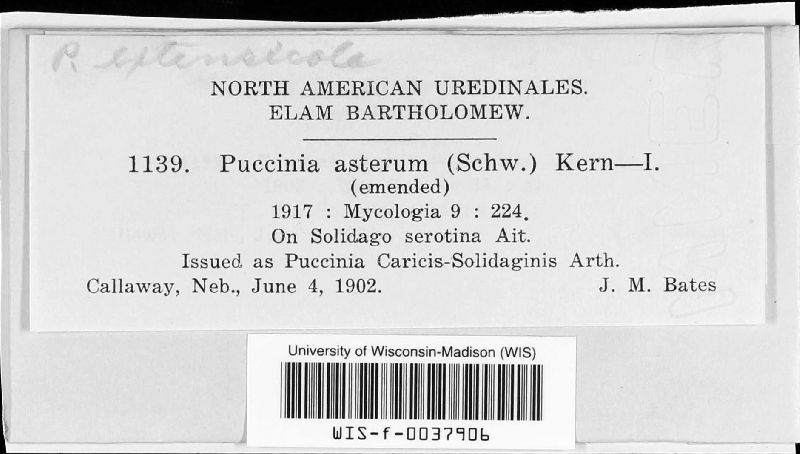 P. extensicola
NORTH AMERICAN UREDINALES.
ELAM BARTHOLOMEW.
1139. Puccinia asterum (Schw.) Kern—I.
(emended)
1917 : Mycologia 9 : 224.
On Solidago serotina Ait.
Issued as Puccinia Caricis-Solidaginis Arth.
Callaway, Neb., June 4, 1902. J. M. Bates
University of Wisconsin-Madison (WIS)
WIS-f-0037906